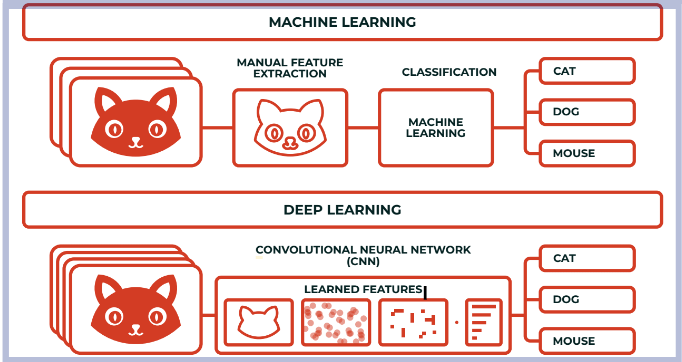 MACHINE LEARNING
MANUAL FEATURE
EXTRACTION
CLASSIFICATION
MACHINE
LEARNING
CAT
DOG
MOUSE
DEEP LEARNING
CONVOLUTIONAL NEURAL NETWORK
(CNN)
LEARNED FEATURES
CAT
DOG
MOUSE